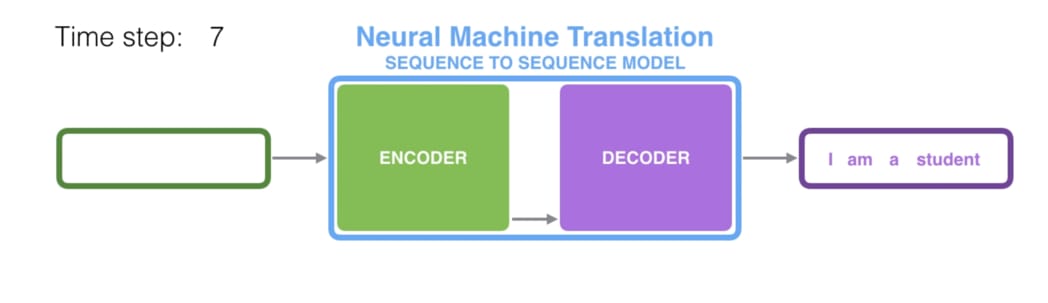 Time step: 7
Neural Machine Translation
SEQUENCE TO SEQUENCE MODEL
ENCODER
DECODER
I am a student